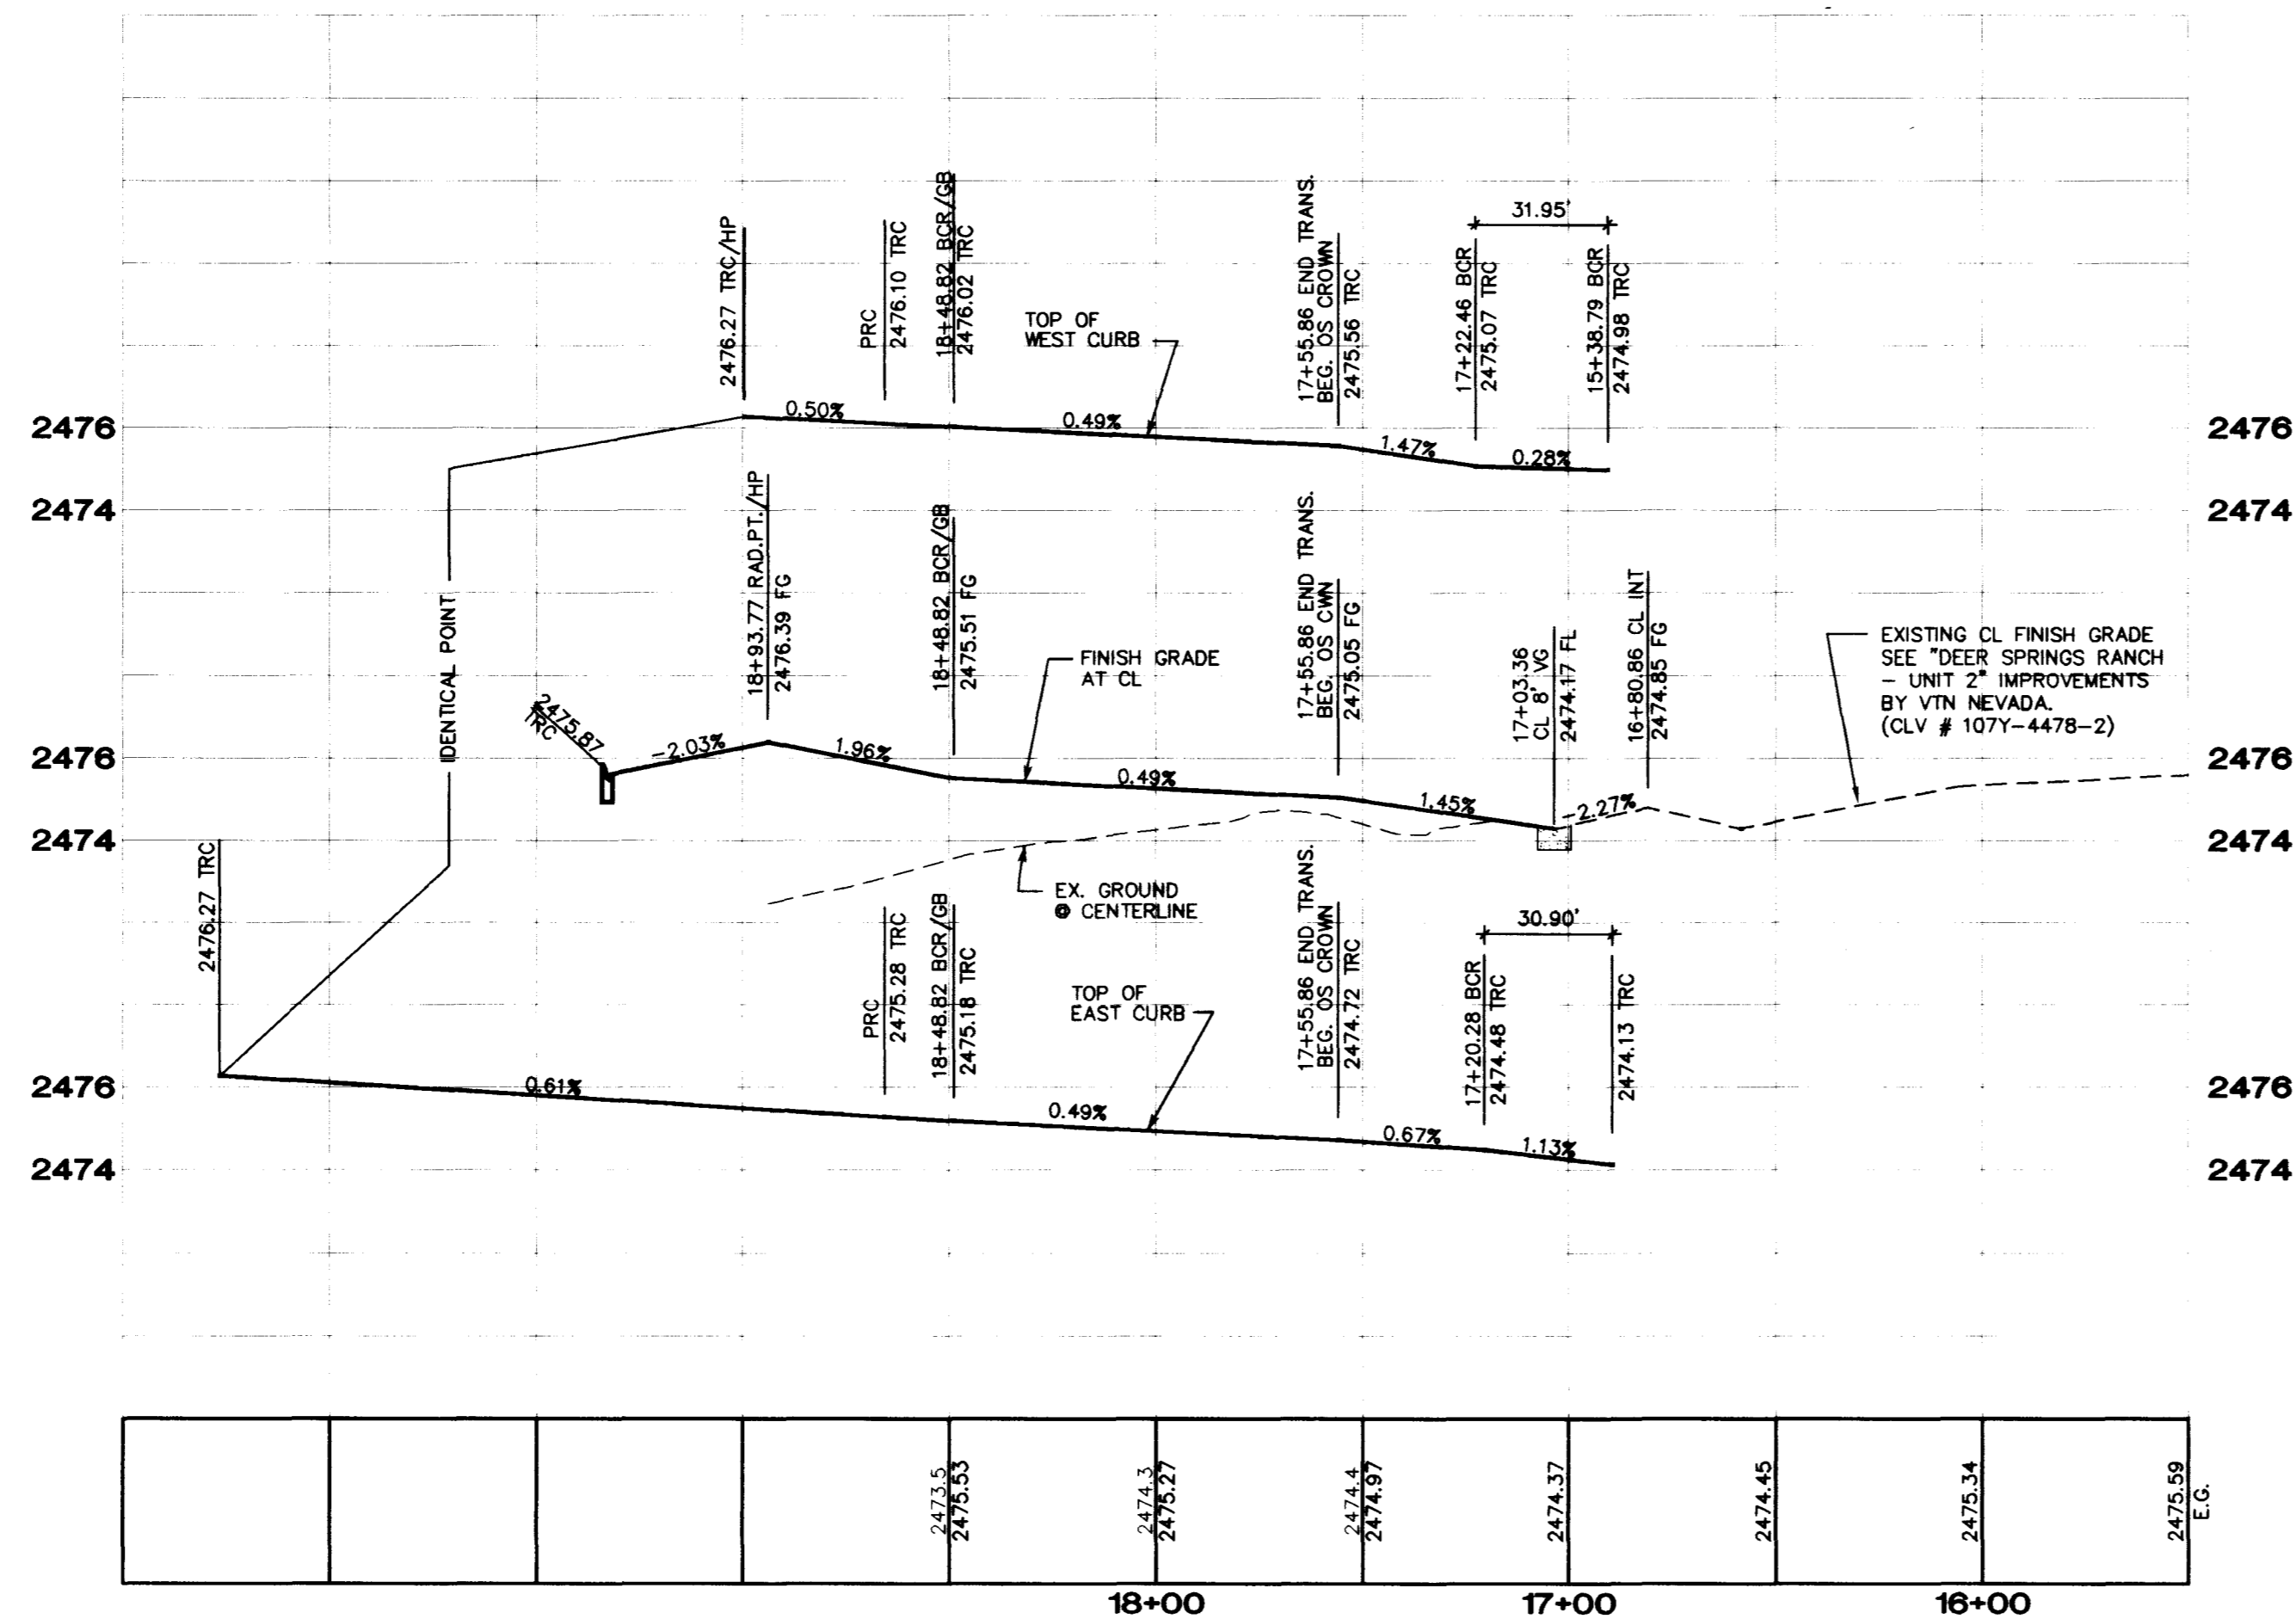 2476.27 TRC/HP
PRC
2476.10 TRC
18+48.82 BCR/GB
2476.02 TRC
TOP OF
WEST CURB
17+55.86 END TRANS.
BEG. OS CROWN
2475.56 TRC
31.95'
17+22.46 BCR
2475.07 TRC
15+38.79 BCR
2474.98 TRC
2476
0.50%
0.49%
1.47%
0.28%
2476
2474
2474
IDENTICAL POINT
2475.87
TRC
18+93.77 RAD.PT./HP
2476.39 FG
18+48.82 BCR/GB
2475.51 FG
FINISH GRADE
AT CL
17+55.86 END TRANS.
BEG. OS CWN
2475.05 FG
17+03.36
CL 8' VG
2474.17 FL
16+80.86 CL INT
2474.85 FG
EXISTING CL FINISH GRADE
SEE "DEER SPRINGS RANCH
- UNIT 2" IMPROVEMENTS
BY VTN NEVADA.
(CLV # 107Y-4478-2)
2476
-2.03%
1.96%
0.49%
1.45%
2.27%
2476
2474
2474
2476.27 TRC
EX. GROUND
@ CENTERLINE
PRC
2475.28 TRC
18+48.82 BCR/GB
2475.18 TRC
TOP OF
EAST CURB
17+55.86 END TRANS.
BEG. OS CROWN
2474.72 TRC
30.90'
17+20.28 BCR
2474.48 TRC
2474.13 TRC
2476
0.61%
0.49%
0.67%
1.13%
2476
2474
2474
2473.5
2475.53
2474.3
2475.27
2474.4
2474.97
2474.37
2474.45
2475.34
2475.59
E.G.
18+00
17+00
16+00